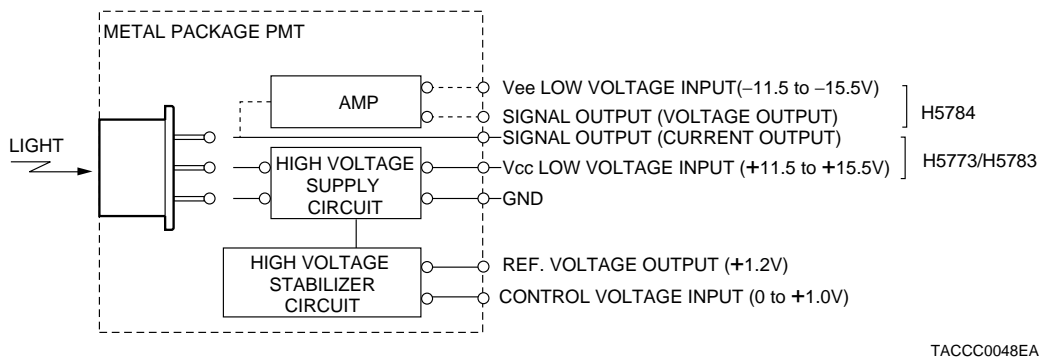 METAL PACKAGE PMT
AMP
Vee LOW VOLTAGE INPUT(−11.5 to −15.5V)
SIGNAL OUTPUT (VOLTAGE OUTPUT)
H5784
SIGNAL OUTPUT (CURRENT OUTPUT)
LIGHT
HIGH VOLTAGE
SUPPLY
CIRCUIT
Vcc LOW VOLTAGE INPUT (+11.5 to +15.5V)
H5773/H5783
GND
HIGH VOLTAGE
STABILIZER
CIRCUIT
REF. VOLTAGE OUTPUT (+1.2V)
CONTROL VOLTAGE INPUT (0 to +1.0V)
TACCC0048EA